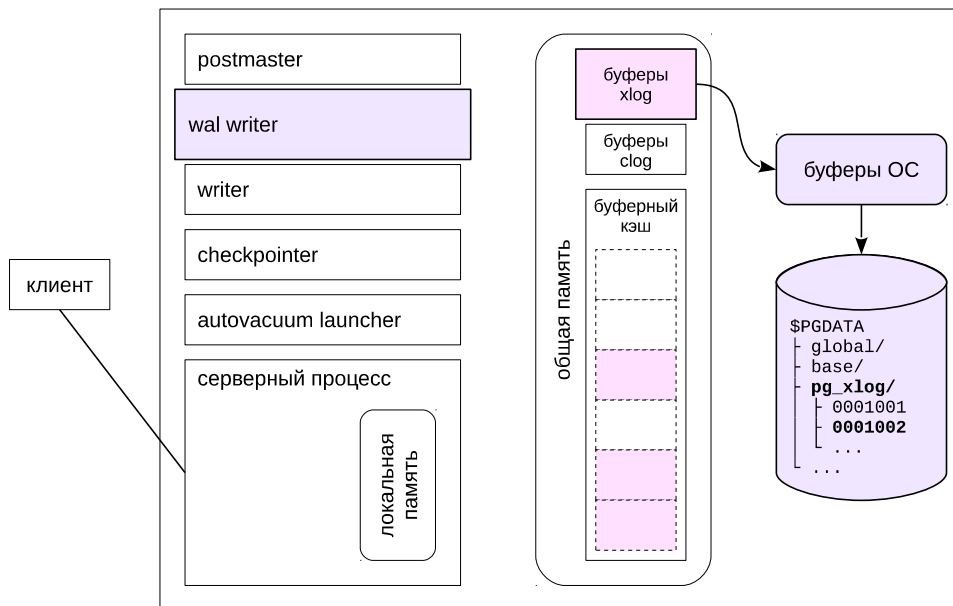 postmaster
wal writer
writer
checkpointer
autovacuum launcher
серверный процесс
локальная
память
клиент
общая память
буферы
xlog
буферы
clog
буферный
кэш
буферы ОС
$PGDATA
global/
base/
pg_xlog/
0001001
0001002
...
...